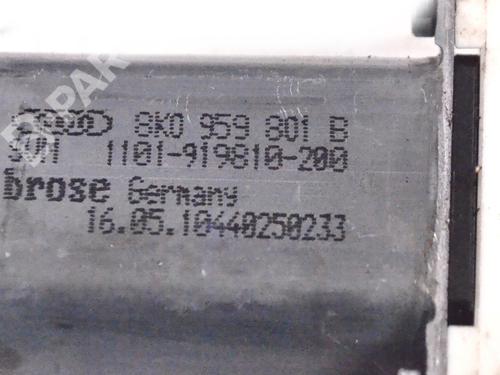 8K0 959 801 B
1101-919810-200
brose Germany
16.05.10440250233